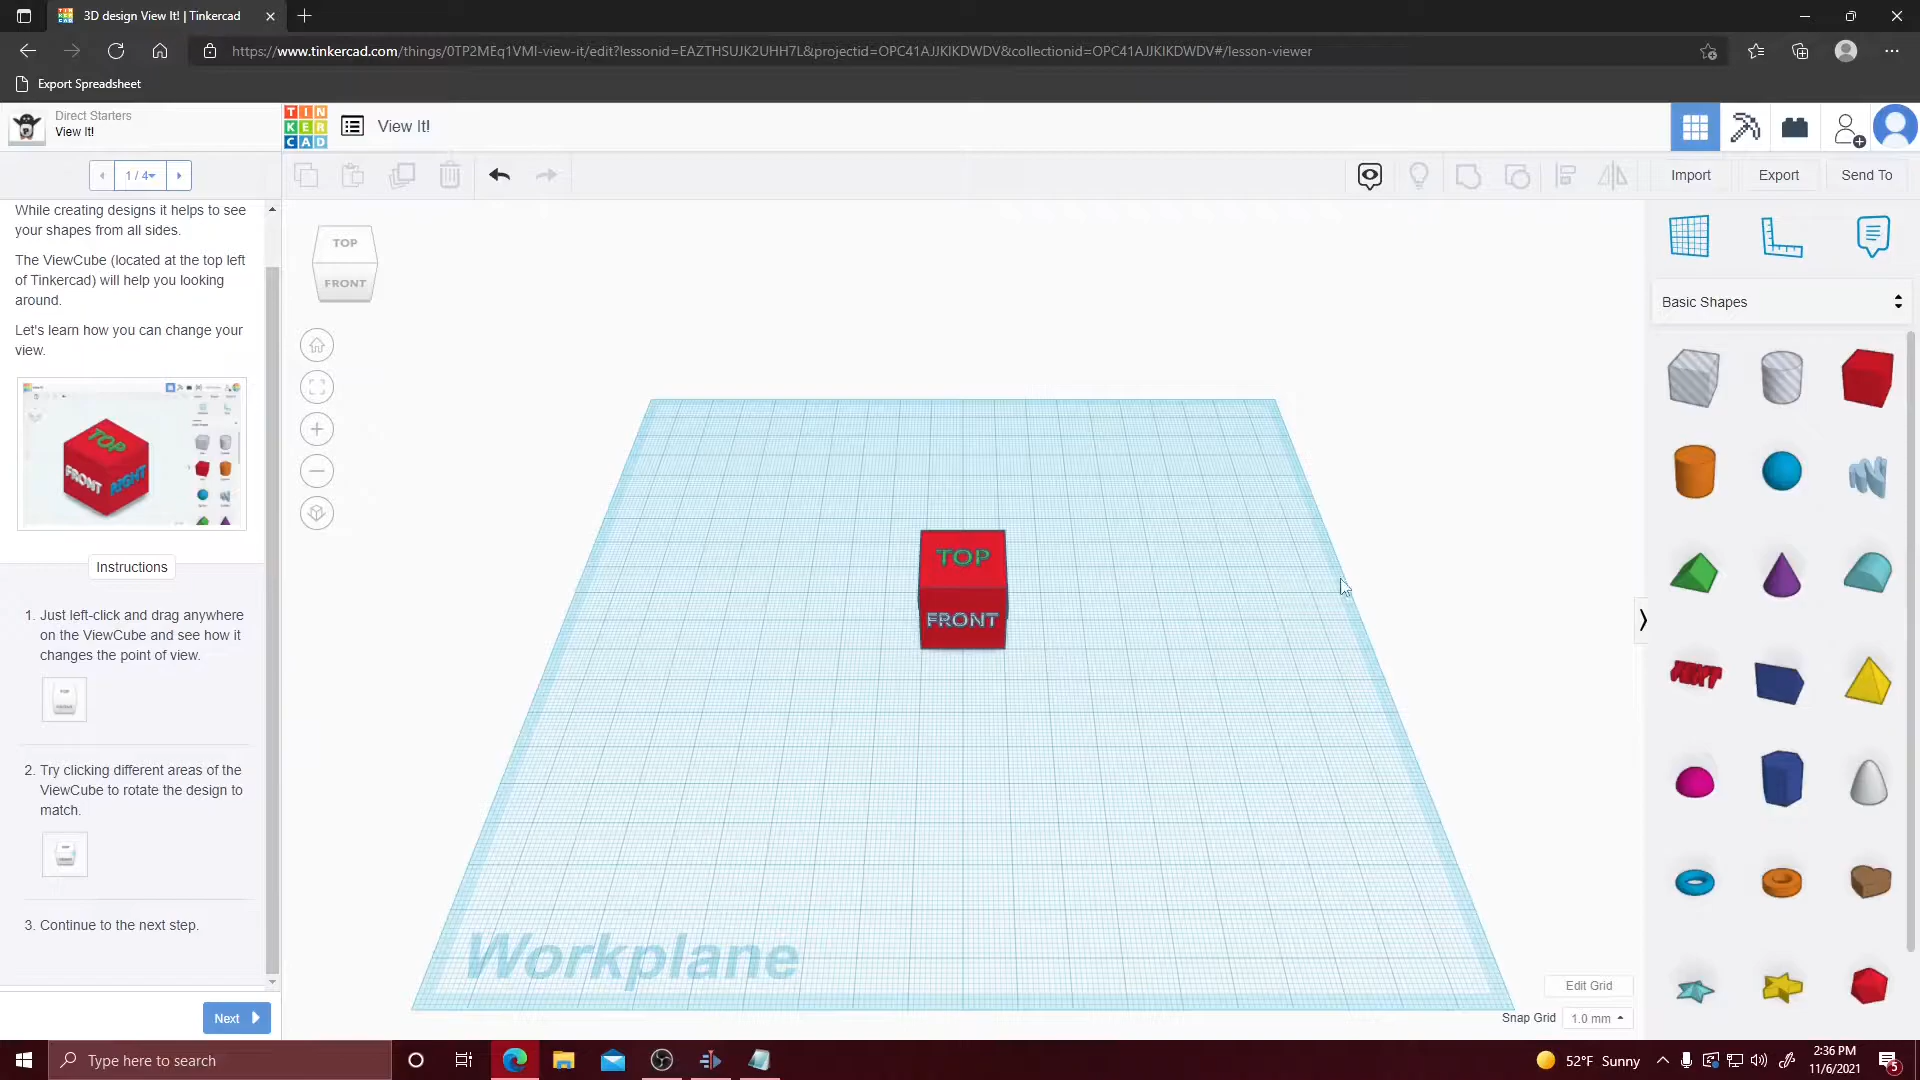 3D design View It! | Tinkercad
https://www.tinkercad.com/things/0TP2MEq1VMI-view-it/edit?lessonid=EAZTHSUJK2UHH7L&projectid=OPC41AJJKIKDWDV&collectionid=OPC41AJJKIKDWDV#/lesson-viewer
Export Spreadsheet
Direct Starters
View It!
TIN
KER
CAD
View It!
1 / 4
Import
Export
Send To
While creating designs it helps to see
your shapes from all sides.
The ViewCube (located at the top left
of Tinkercad) will help you looking
around.
Let's learn how you can change your
view.
TOP
FRONT
RIGHT
Instructions
1. Just left-click and drag anywhere
on the ViewCube and see how it
changes the point of view.
2. Try clicking different areas of the
ViewCube to rotate the design to
match.
3. Continue to the next step.
Next
TOP
FRONT
TOP
FRONT
Workplane
Basic Shapes
Edit Grid
Snap Grid 1.0 mm
Type here to search
52°F Sunny
2:36 PM
11/6/2021
5